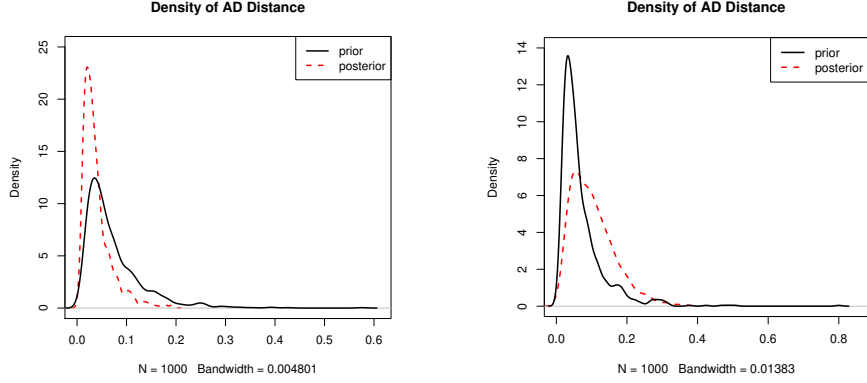 Density of AD Distance
prior
posterior
Density
0 5 10 15 20 25
0.0 0.1 0.2 0.3 0.4 0.5 0.6
N = 1000 Bandwidth = 0.004801
Density of AD Distance
prior
posterior
Density
0 2 4 6 8 10 12 14
0.0 0.2 0.4 0.6 0.8
N = 1000 Bandwidth = 0.01383